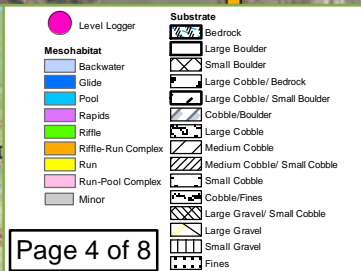 Level Logger
Mesohabitat
Backwater
Glide
Pool
Rapids
Riffle
Riffle-Run Complex
Run
Run-Pool Complex
Minor
Page 4 of 8
Substrate
Bedrock
Large Boulder
Small Boulder
Large Cobble/ Bedrock
Large Cobble/ Small Boulder
Cobble/Boulder
Large Cobble
Medium Cobble
Medium Cobble/ Small Cobble
Small Cobble
Cobble/Fines
Large Gravel/ Small Cobble
Large Gravel
Small Gravel
Fines